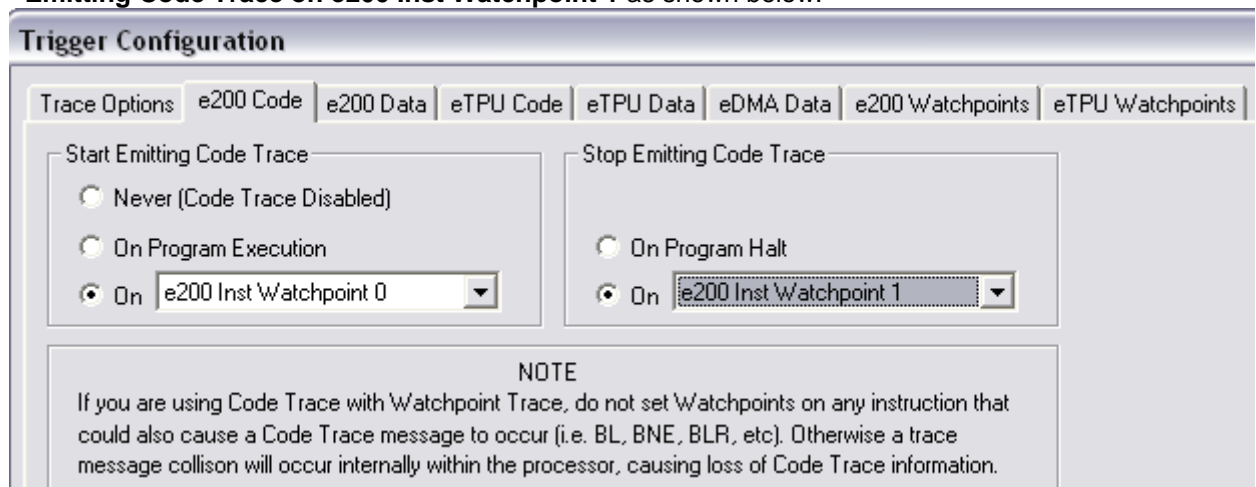 Emitting Code Trace on e200 Inst Watchpoint 1 as shown below.
Trigger Configuration
Trace Options e200 Code e200 Data eTPU Code eTPU Data eDMA Data e200 Watchpoints eTPU Watchpoints
Start Emitting Code Trace
Never (Code Trace Disabled)
On Program Execution
On e200 Inst Watchpoint 0
Stop Emitting Code Trace
On Program Halt
On e200 Inst Watchpoint 1
NOTE
If you are using Code Trace with Watchpoint Trace, do not set Watchpoints on any instruction that
could also cause a Code Trace message to occur (i.e. BL, BNE, BLR, etc). Otherwise a trace
message collison will occur internally within the processor, causing loss of Code Trace information.